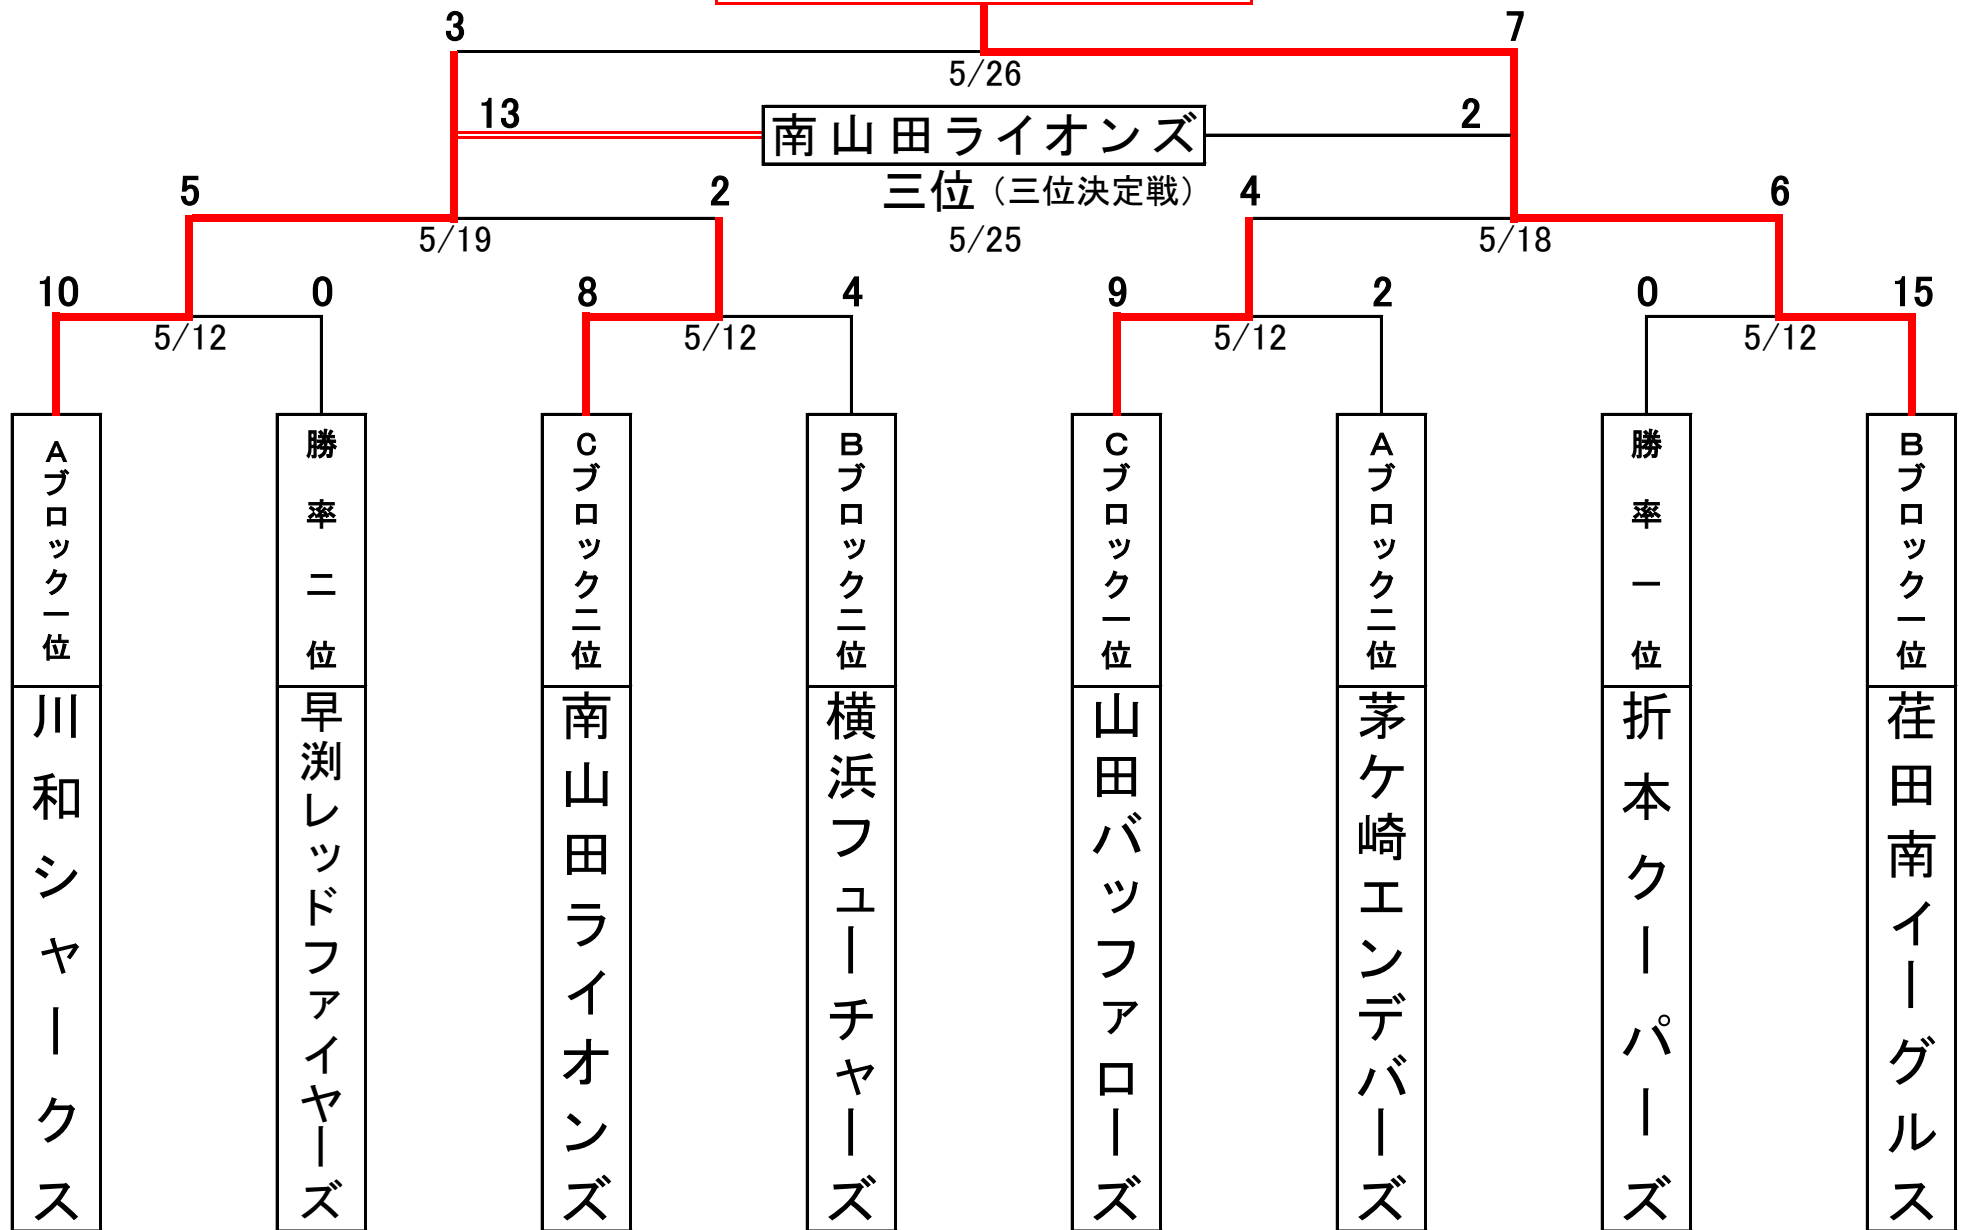 3
7
5/26
13
南山田ライオンズ
2
三位（三位決定戦）
5
2
4
6
5/19
5/25
5/18
10
0
8
4
9
2
0
15
5/12
5/12
5/12
5/12
Aブロック一位
勝率二位
Cブロック二位
Bブロック二位
Cブロック一位
Aブロック二位
勝率一位
Bブロック一位
川和シャークス
早渕レッドファイヤーズ
南山田ライオンズ
横浜フューチャーズ
山田バッファローズ
茅ケ崎エンデバーズ
折本クーパーズ
荏田南イーグルス